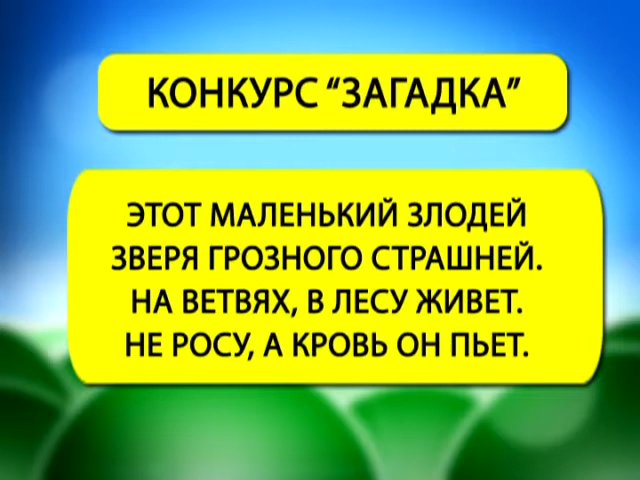 КОНКУРС “ЗАГАДКА”
ЭТОТ МАЛЕНЬКИЙ ЗЛОДЕЙ
ЗВЕРЯ ГРОЗНОГО СТРАШНЕЙ.
НА ВЕТВЯХ, В ЛЕСУ ЖИВЕТ.
НЕ РОСУ, А КРОВЬ ОН ПЬЕТ.